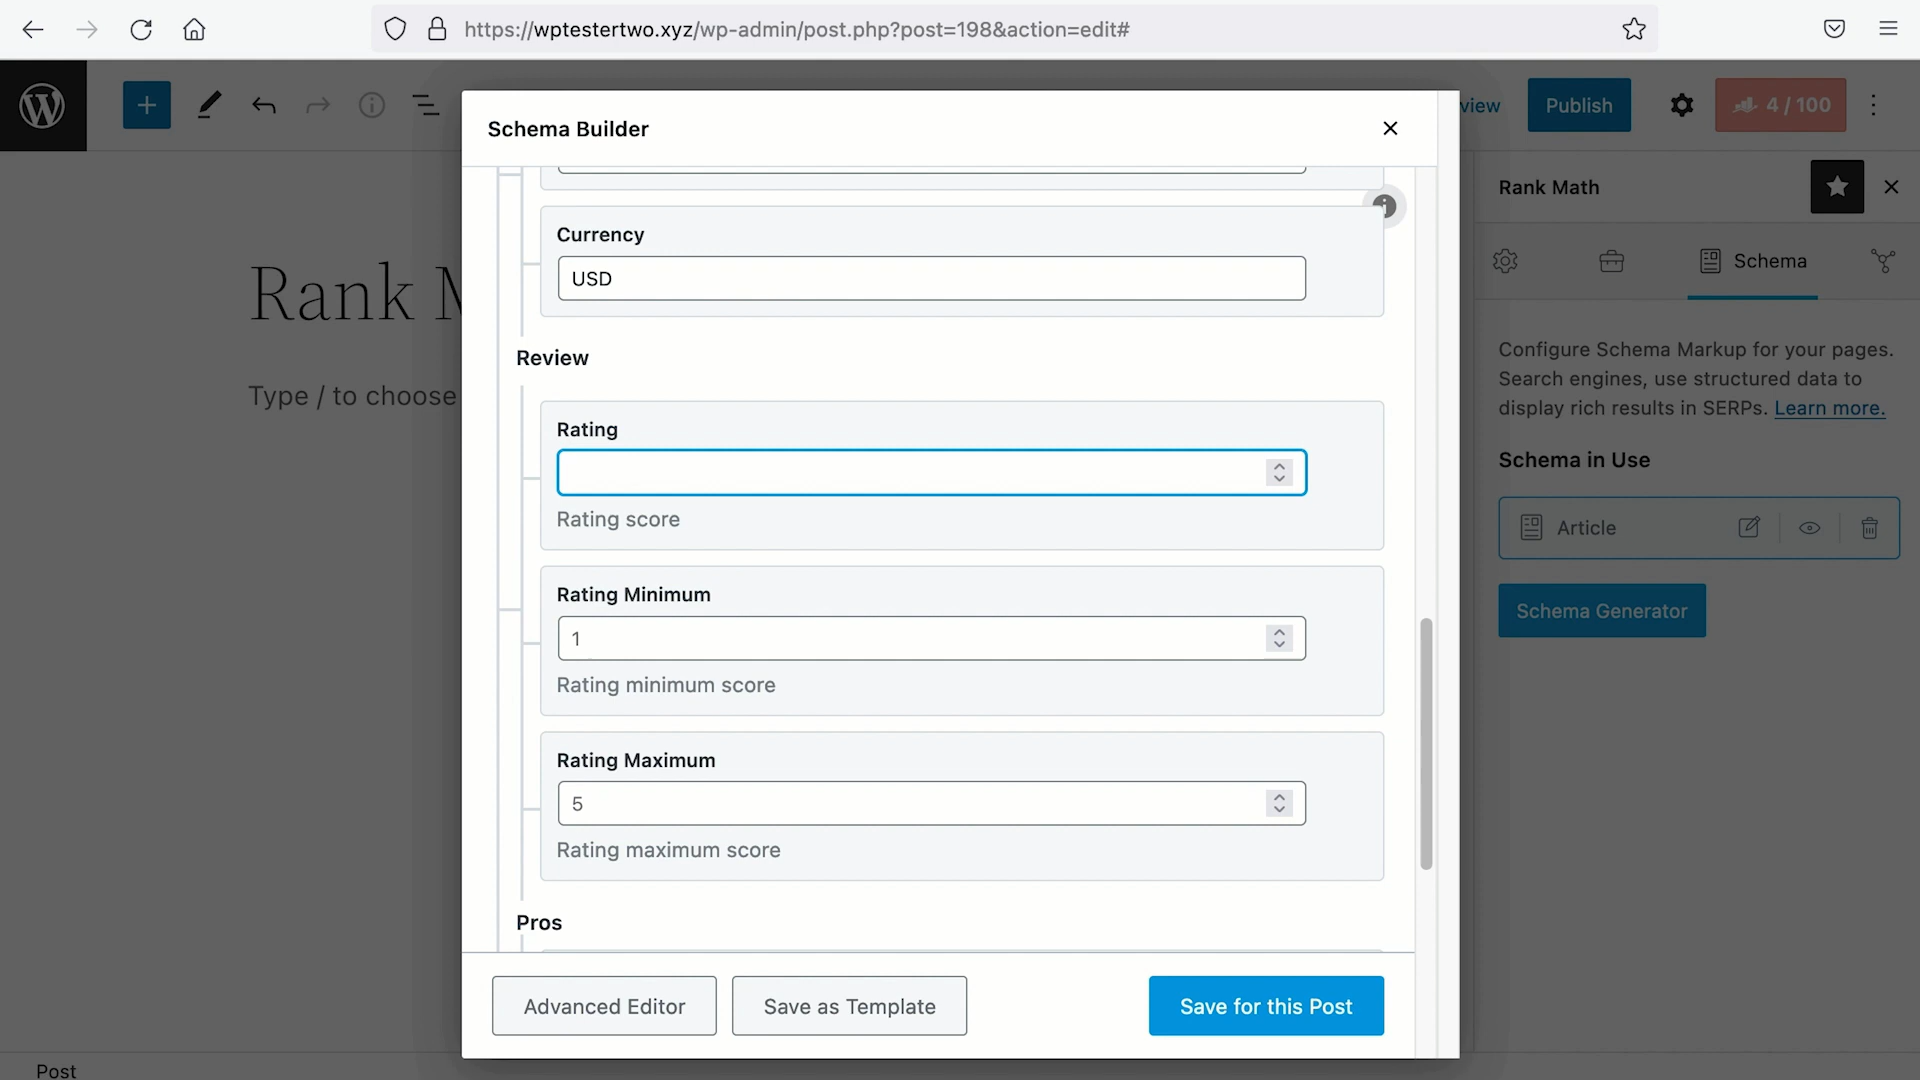 https://wptestertwo.xyz/wp-admin/post.php?post=198&action=edit#
view
Publish
4 / 100
Schema Builder
Rank Math
Currency
USD
Schema
Rank M
Type / to choose
Review
Configure Schema Markup for your pages.
Search engines, use structured data to
display rich results in SERPs. Learn more.
Rating
Rating score
Schema in Use
Article
Rating Minimum
1
Rating minimum score
Schema Generator
Rating Maximum
5
Rating maximum score
Pros
Advanced Editor
Save as Template
Save for this Post
Post